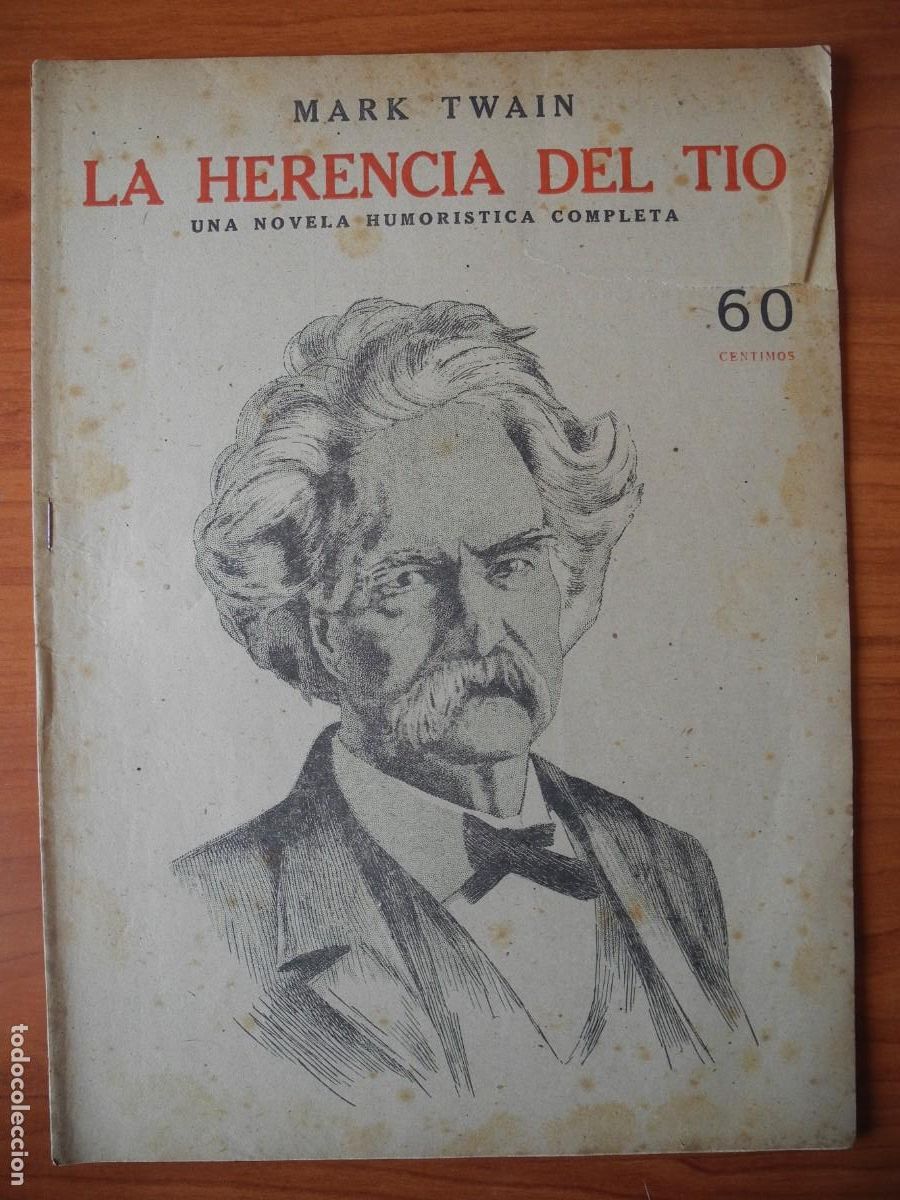 MARK TWAIN
LA HERENCIA DEL TIO
UNA NOVELA HUMORISTICA COMPLETA
60
CENTIMOS
todocoleccion